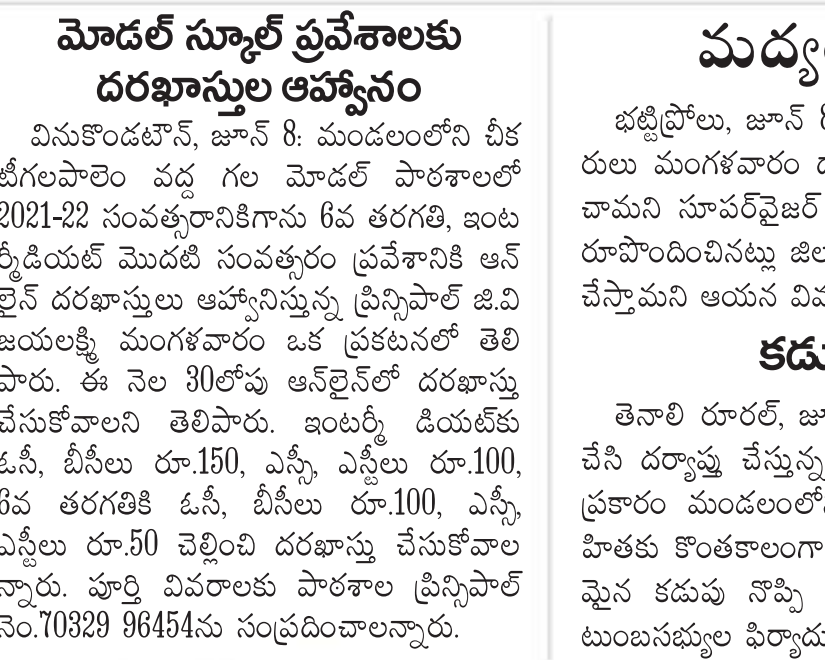 మోడల్ స్కూల్ ప్రవేశాలకు
దరఖాస్తుల ఆహ్వానం
వినుకొండటౌన్, జూన్ 8: మండలంలోని చీక
టీగలపాలెం వద్ద గల మోడల్ పాఠశాలలో
2021-22 సంవత్సరానికిగాను 6వ తరగతి, ఇంట
ర్మీడియట్ మొదటి సంవత్సరం ప్రవేశానికి ఆన్
లైన్ దరఖాస్తులు ఆహ్వానిస్తున్న ప్రిన్సిపాల్ జి.వి
జయలక్ష్మి మంగళవారం ఒక ప్రకటనలో తెలి
పారు. ఈ నెల 30లోపు ఆన్‌లైన్‌లో దరఖాస్తు
చేసుకోవాలని తెలిపారు. ఇంటర్మీ డియట్‌కు
ఓసీ, బీసీలు రూ.150, ఎస్సీ, ఎస్టీలు రూ.100,
6వ తరగతికి ఓసీ, బీసీలు రూ.100, ఎస్సీ,
ఎస్టీలు రూ.50 చెల్లించి దరఖాస్తు చేసుకోవాల
న్నారు. పూర్తి వివరాలకు పాఠశాల ప్రిన్సిపాల్
నెం.70329 96454ను సంప్రదించాలన్నారు.
మద్య
భట్టిప్రోలు, జూన్ 8
రులు మంగళవారం
చామని సూపర్‌వైజర్
రూపొందించినట్లు జిల
చేస్తామని ఆయన వివ
కడు
తెనాలి రూరల్, జూ
చేసి దర్యాప్తు చేస్తున్న
ప్రకారం మండలంలో
హితకు కొంతకాలంగా
మైన కడుపు నొప్పి
టుంబసభ్యుల ఫిర్యాదు